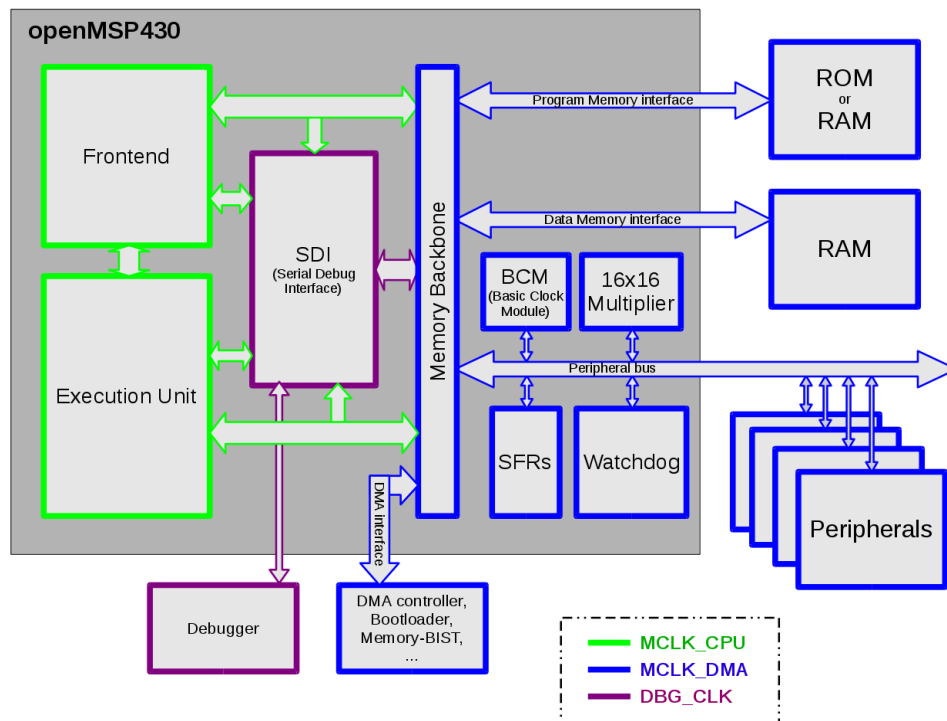 openMSP430
Frontend
SDI
(Serial Debug
Interface)
Execution Unit
Memory Backbone
Program Memory interface
Data Memory interface
BCM
(Basic Clock
Module)
16x16
Multiplier
Peripheral bus
SFRs
Watchdog
DMA interface
ROM
or
RAM
RAM
Peripherals
Debugger
DMA controller,
Bootloader,
Memory-BIST,
...
MCLK_CPU
MCLK_DMA
DBG_CLK